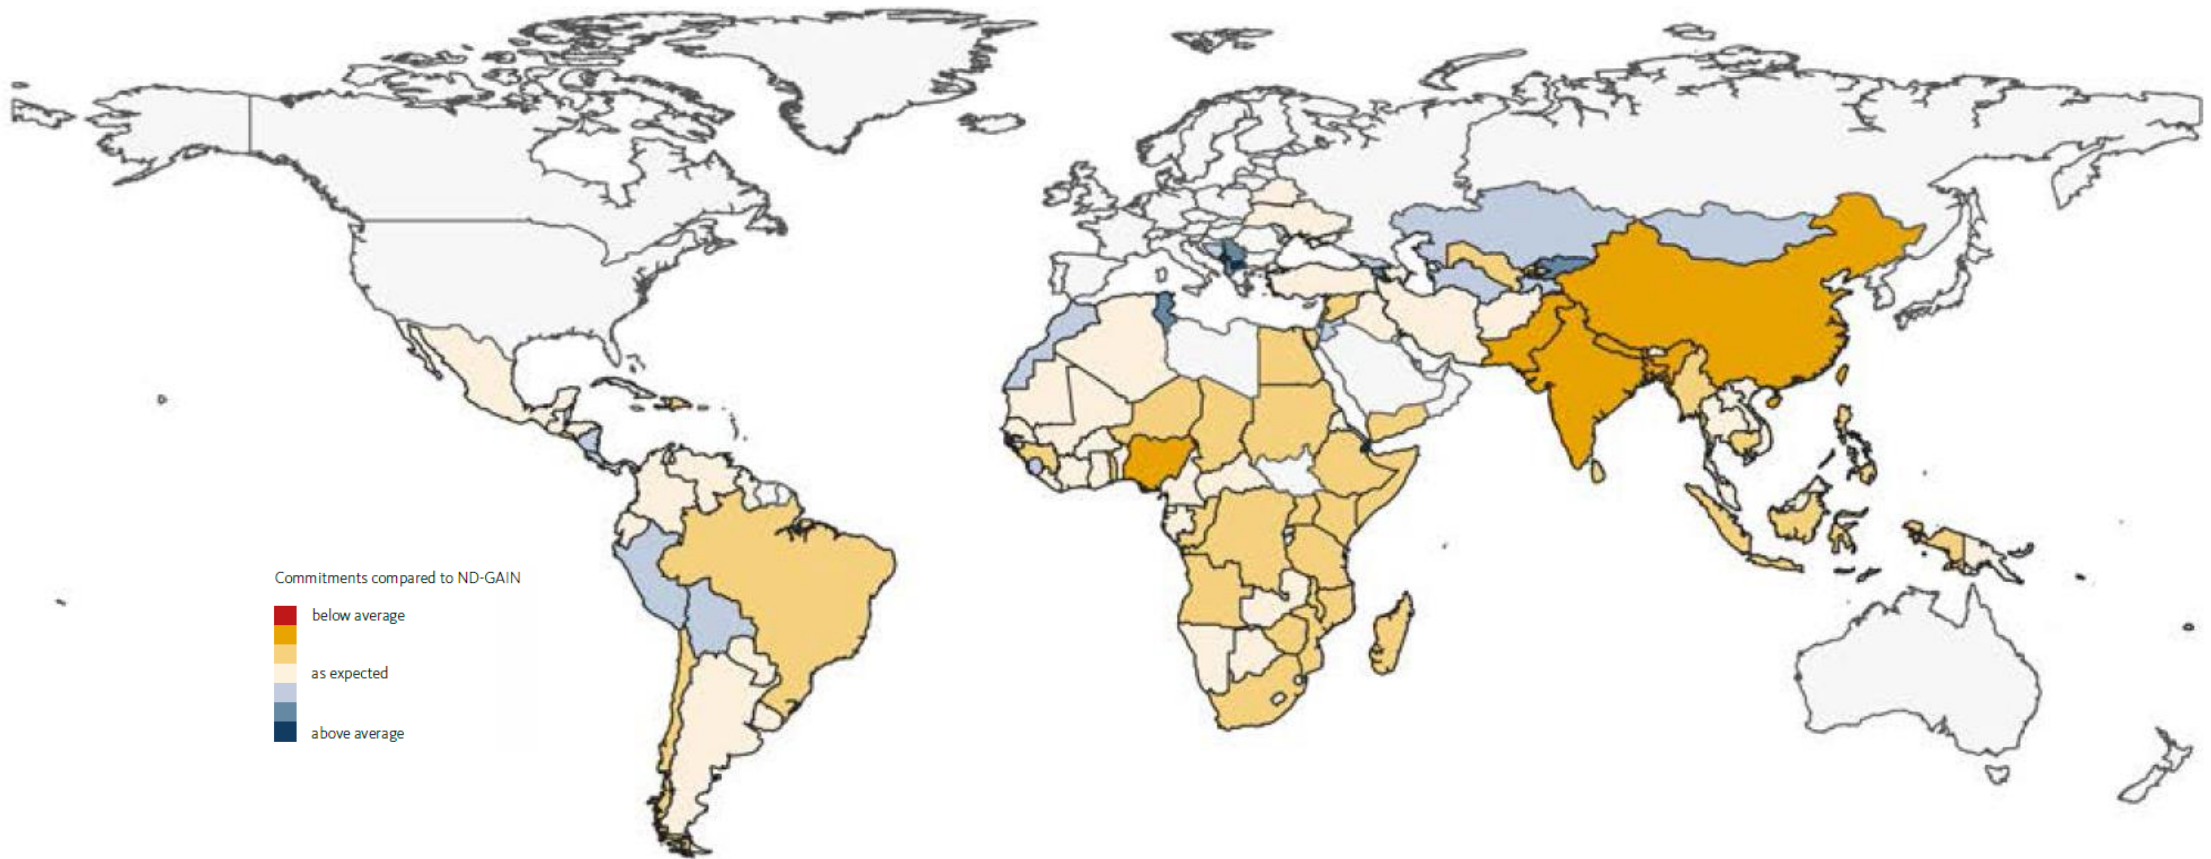 Commitments compared to ND-GAIN
below average
as expected
above average